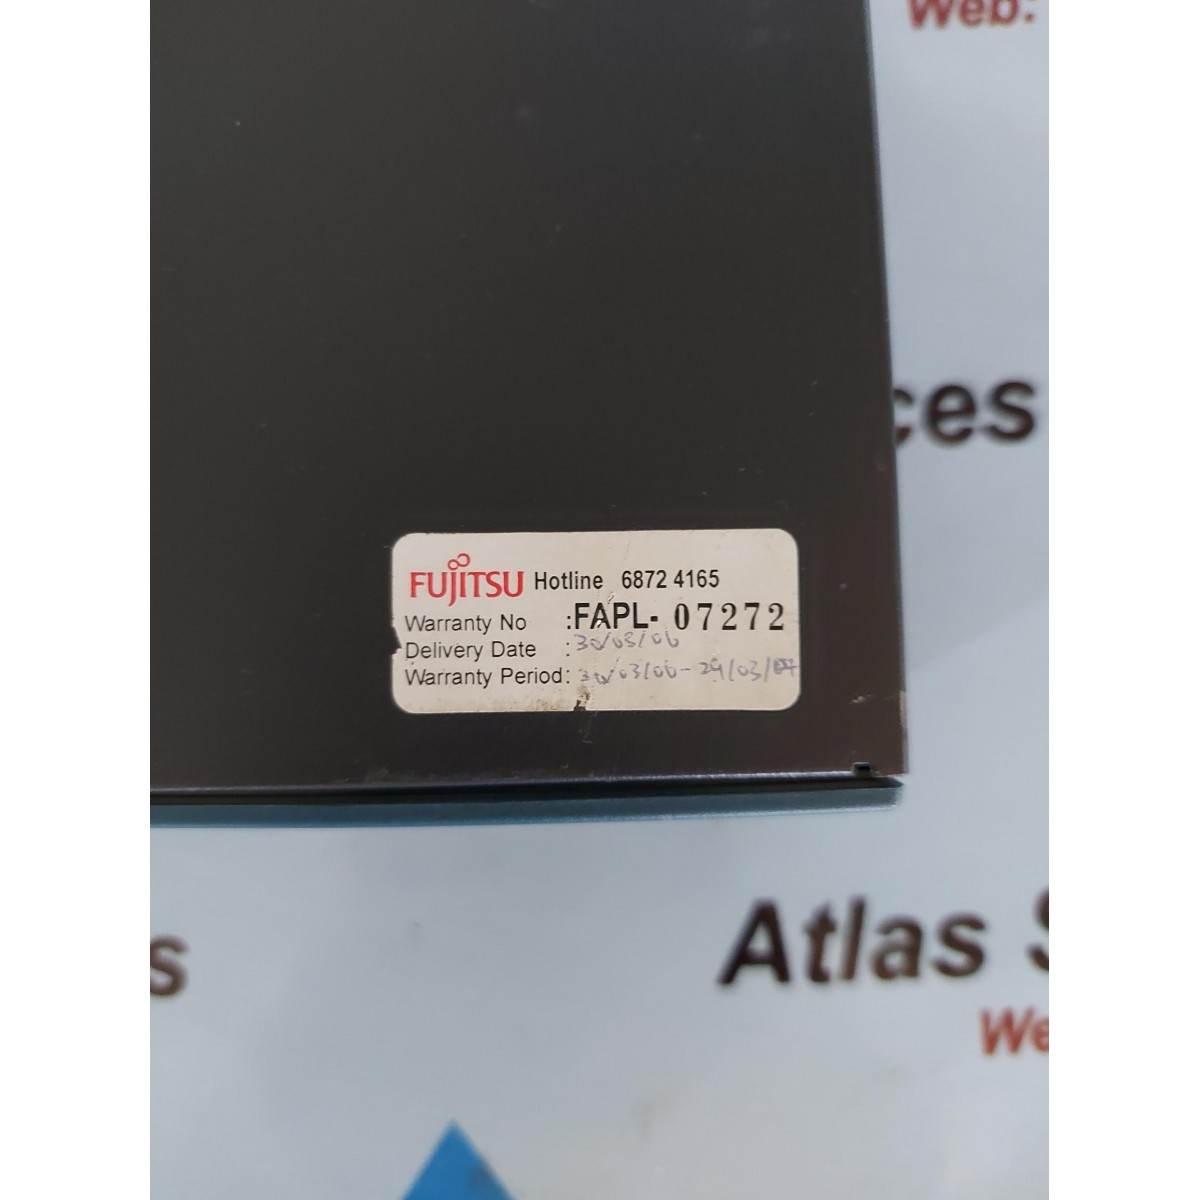 Web:
ces
FUJITSU Hotline 6872 4165
Warranty No :FAPL- 07272
Delivery Date : 30/03/06
Warranty Period: 30/03/06 - 29/03/07
s
Atlas S
We